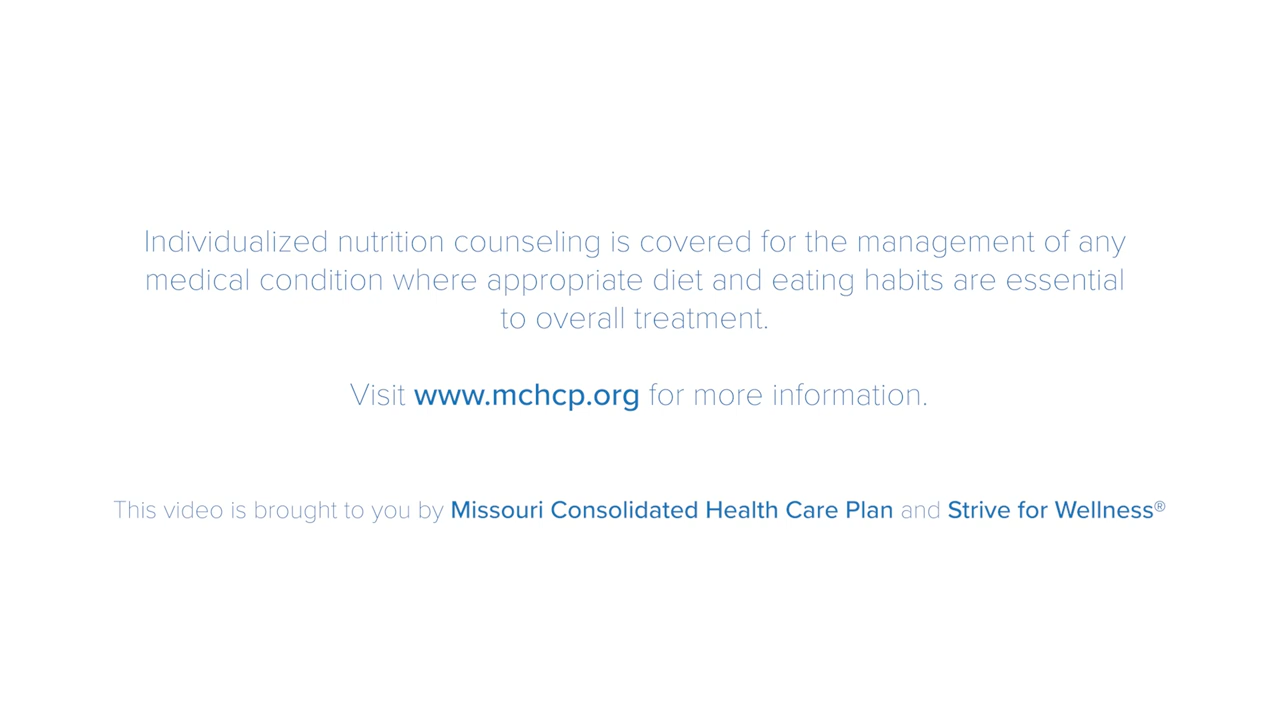 Individualized nutrition counseling is covered for the management of any
medical condition where appropriate diet and eating habits are essential
to overall treatment.
Visit www.mchcp.org for more information.
This video is brought to you by Missouri Consolidated Health Care Plan and Strive for Wellness®